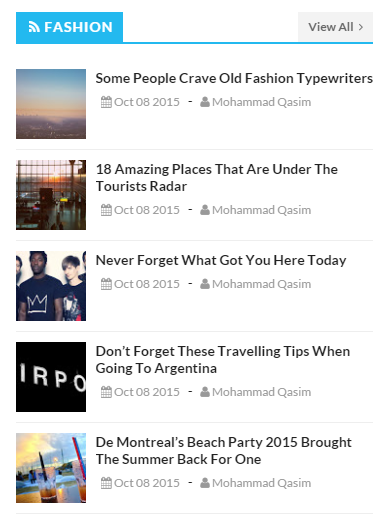 FASHION
View All
Some People Crave Old Fashion Typewriters
Oct 08 2015 - Mohammad Qasim
18 Amazing Places That Are Under The
Tourists Radar
Oct 08 2015 - Mohammad Qasim
Never Forget What Got You Here Today
Oct 08 2015 - Mohammad Qasim
IRPO
Don’t Forget These Travelling Tips When
Going To Argentina
Oct 08 2015 - Mohammad Qasim
De Montreal’s Beach Party 2015 Brought
The Summer Back For One
Oct 08 2015 - Mohammad Qasim